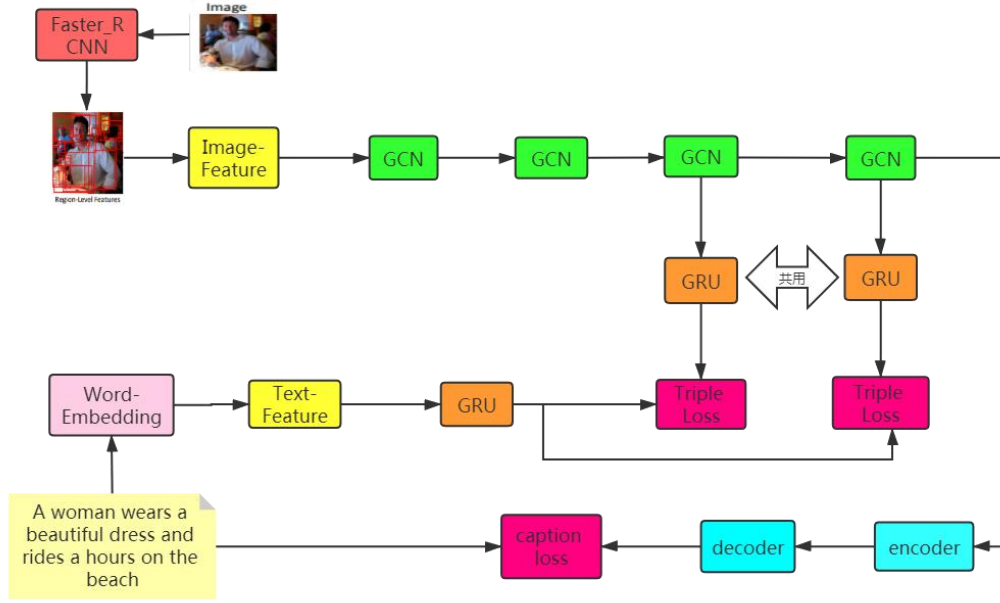 Image
Faster_R
CNN
Region-Level Features
Image-
Feature
GCN
GCN
GCN
GCN
GRU
共用
GRU
Word-
Embedding
Text-
Feature
GRU
Triple
Loss
Triple
Loss
A woman wears a
beautiful dress and
rides a hours on the
beach
caption
loss
decoder
encoder